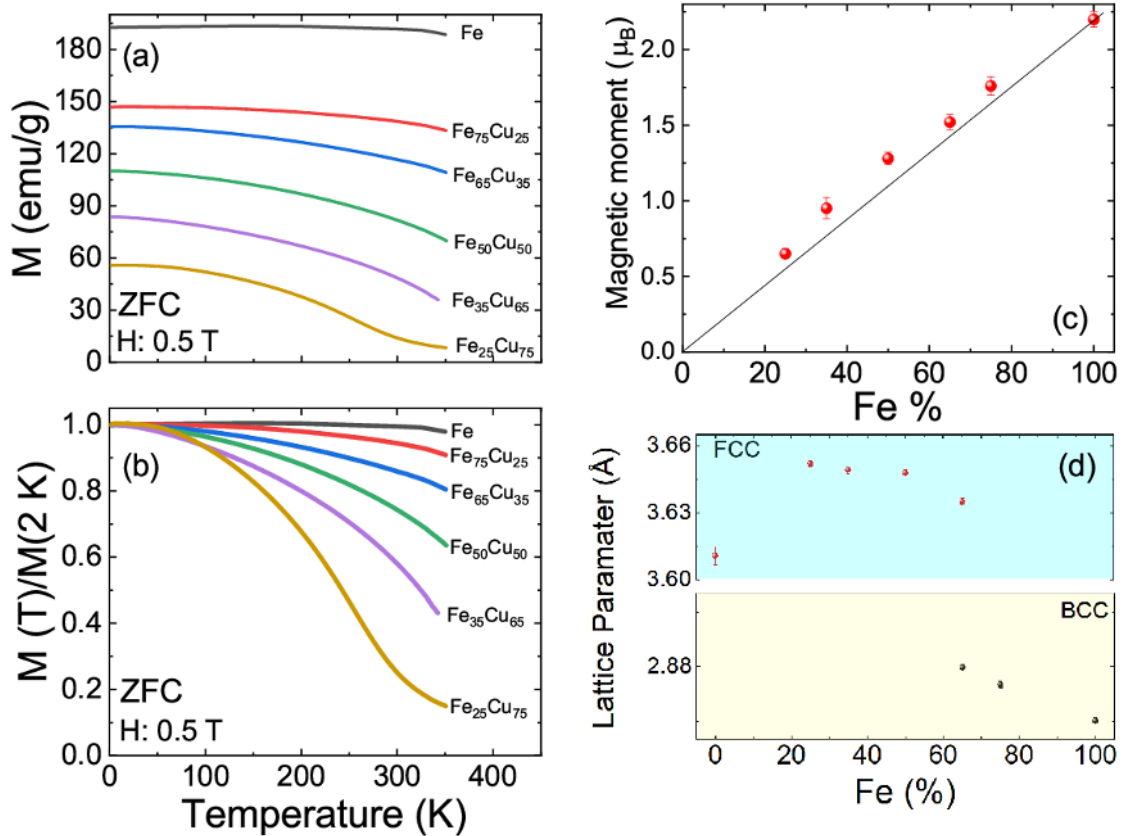 (a)
180
150
120
90
60
30
0
M (emu/g)
Fe
Fe₇₅Cu₂₅
Fe₆₅Cu₃₅
Fe₅₀Cu₅₀
Fe₃₅Cu₆₅
Fe₂₅Cu₇₅
ZFC
H: 0.5 T
(b)
1.0
0.8
0.6
0.4
0.2
0.0
M (T)/M(2 K)
Fe
Fe₇₅Cu₂₅
Fe₆₅Cu₃₅
Fe₅₀Cu₅₀
Fe₃₅Cu₆₅
Fe₂₅Cu₇₅
ZFC
H: 0.5 T
0 100 200 300 400
Temperature (K)
Magnetic moment (μ_B)
2.0
1.5
1.0
0.5
0.0
(c)
0 20 40 60 80 100
Fe %
Lattice Paramater (Å)
3.66
3.63
3.60
FCC
(d)
BCC
2.88
0 20 40 60 80 100
Fe (%)